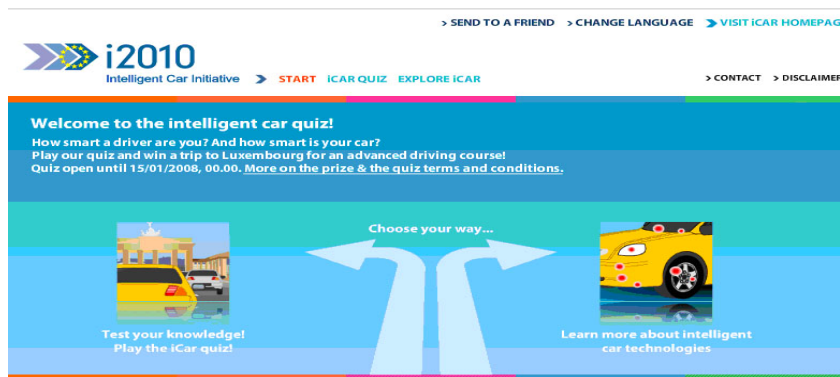 > SEND TO A FRIEND > CHANGE LANGUAGE > VISIT iCAR HOMEPAG
i2010
Intelligent Car Initiative > START iCAR QUIZ EXPLORE iCAR > CONTACT > DISCLAIMER
Welcome to the intelligent car quiz!
How smart a driver are you? And how smart is your car?
Play our quiz and win a trip to Luxembourg for an advanced driving course!
Quiz open until 15/01/2008, 00.00. More on the prize & the quiz terms and conditions.
Choose your way...
Test your knowledge!
Play the iCar quiz!
Learn more about intelligent
car technologies